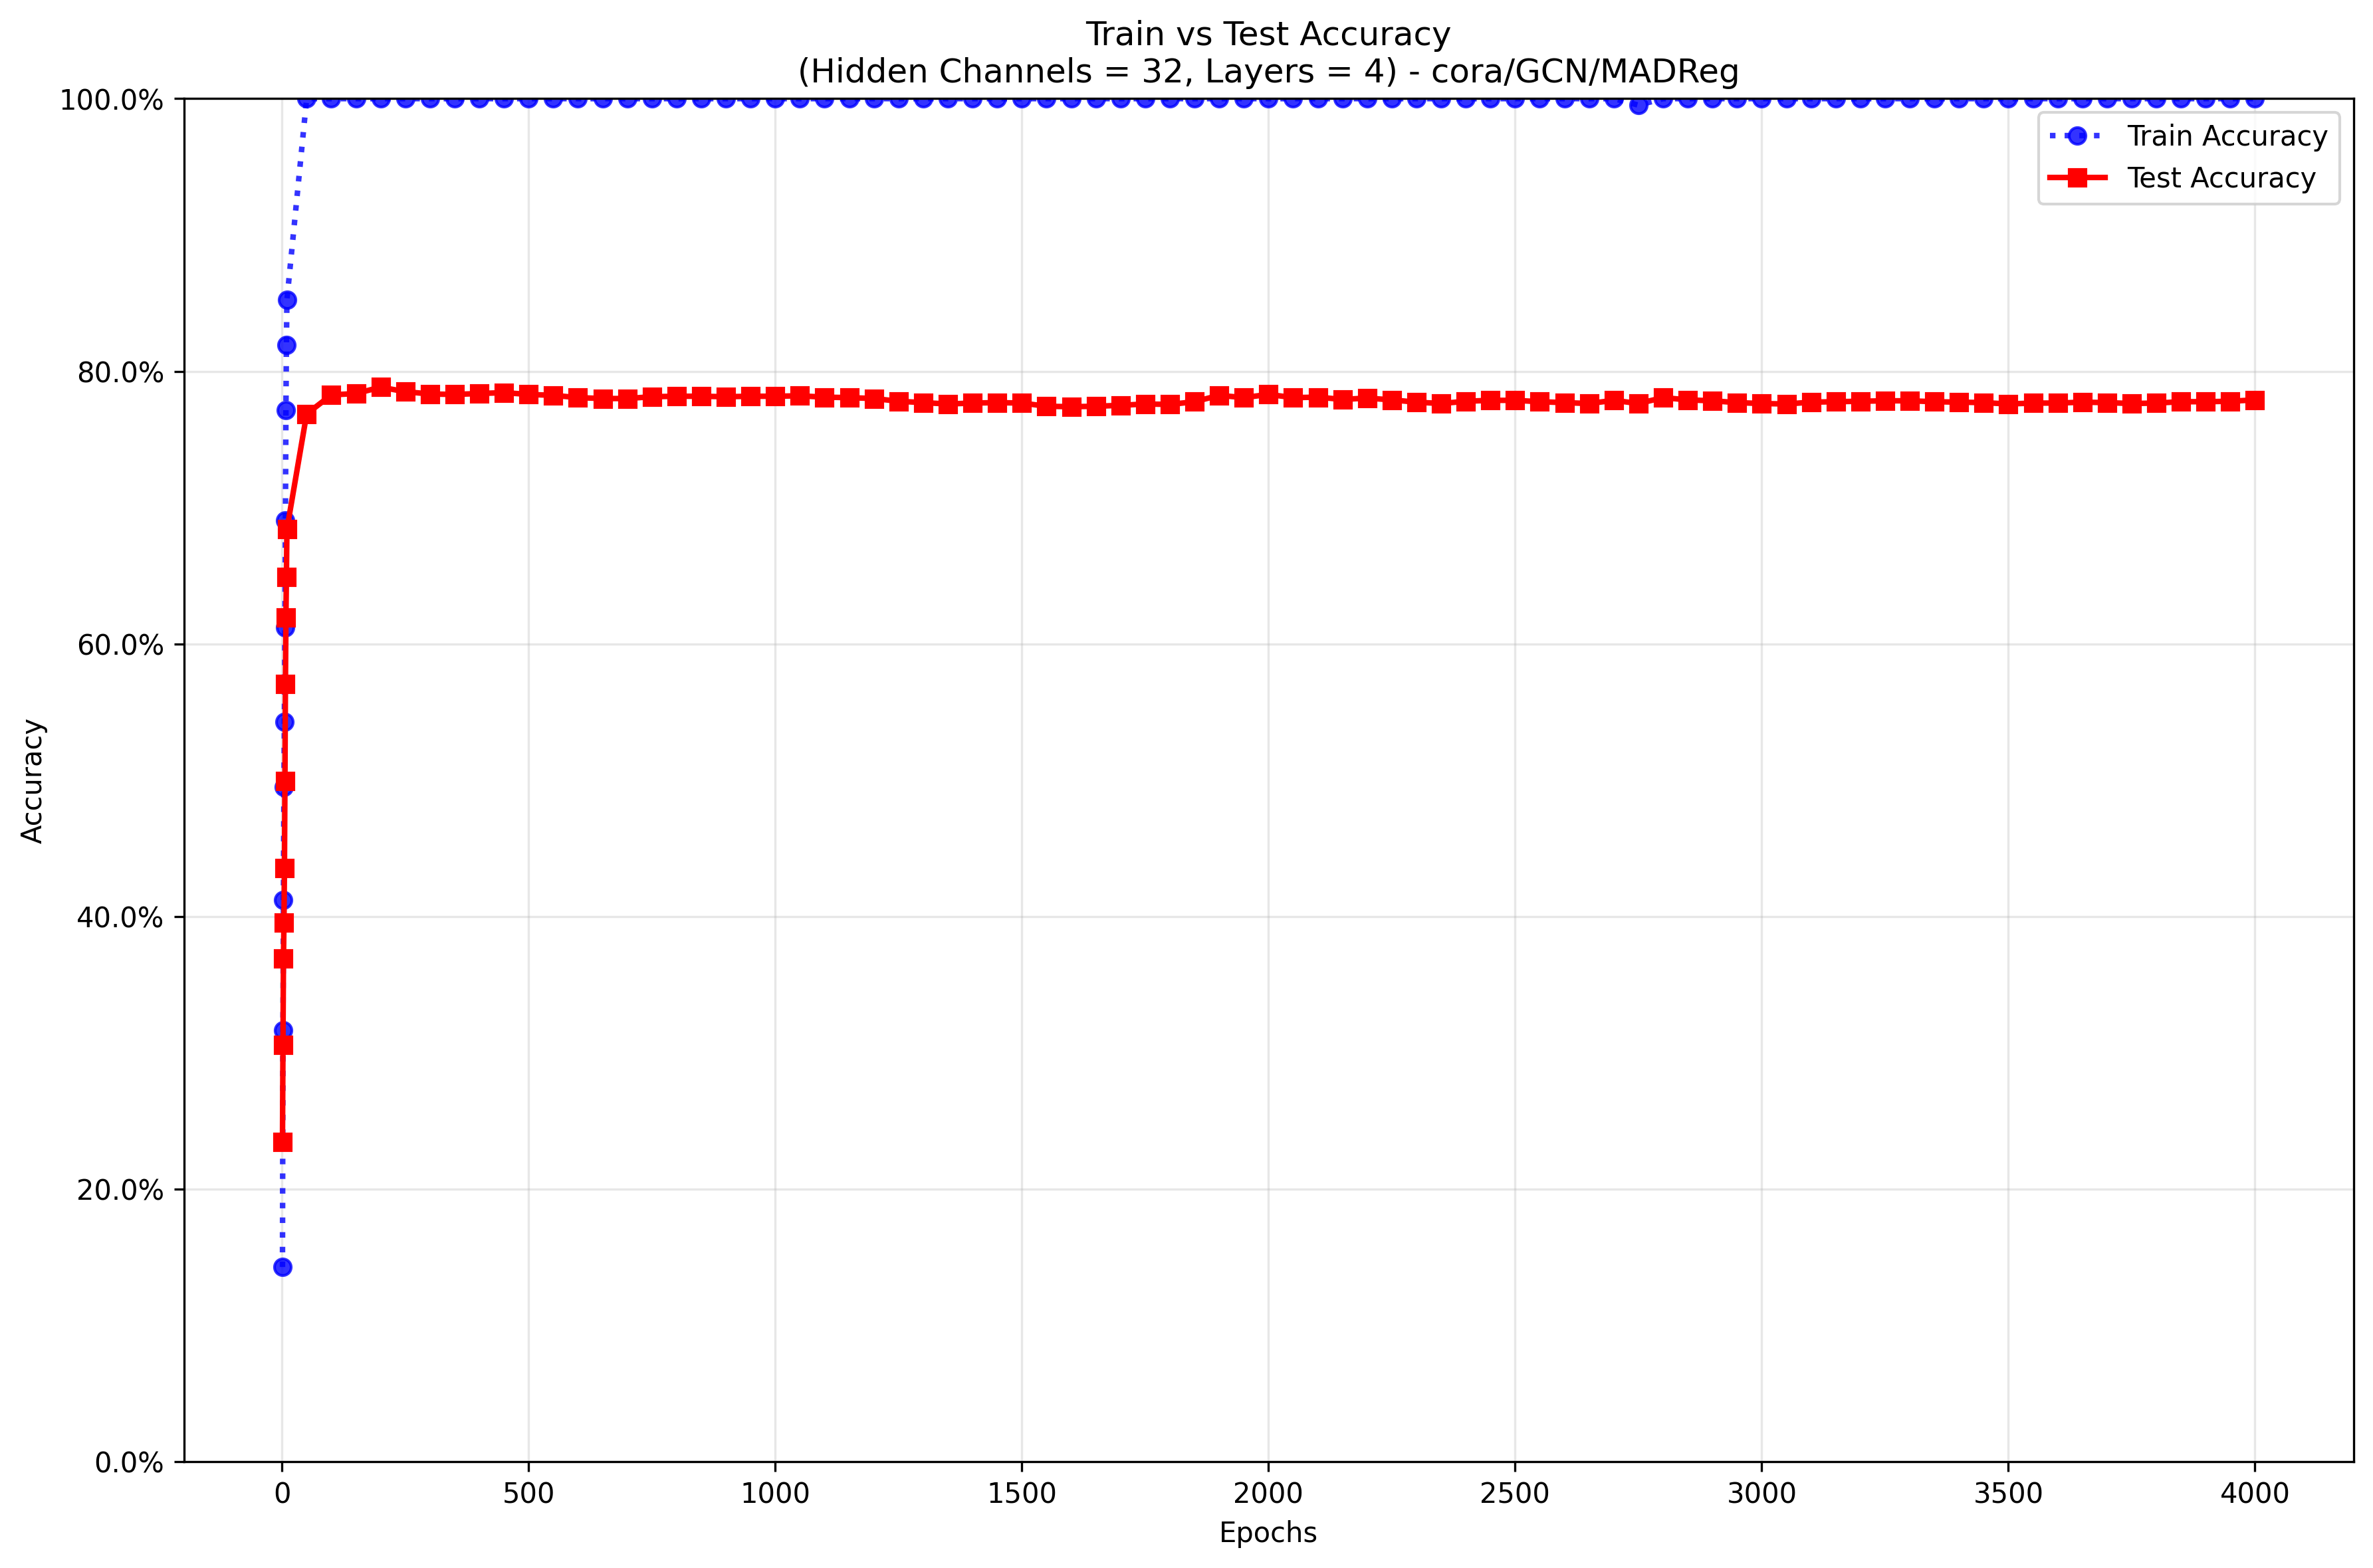 Train vs Test Accuracy
(Hidden Channels = 32, Layers = 4) - cora/GCN/MADReg
100.0%
80.0%
60.0%
40.0%
20.0%
0.0%
Accuracy
Train Accuracy
Test Accuracy
0 500 1000 1500 2000 2500 3000 3500 4000
Epochs